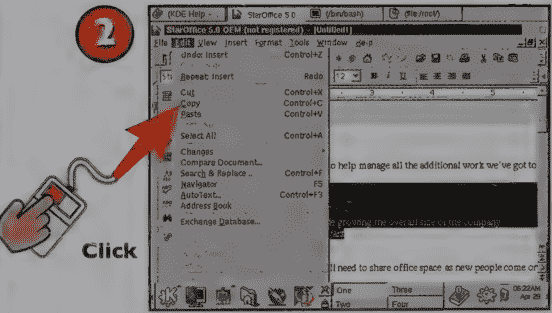 2
(KDE Help -
StarOffice 5.0
(/bin/bash)
(file:/root/)
StarOffice 5.0 OEM (not registered) - [Untitled1]
File Edit View Insert Format Tools Window Help
Undo Insert Control+Z
Repeat: Insert Redo
Cut Control+X
Copy Control+C
Paste Control+V
Select All Control+A
Changes
Compare Document...
Search & Replace... Control+F
Navigator F5
AutoText... Control+F3
Address Book
Exchange Database...
12
3 4 5
o help manage all the additional work we've got to
growing the overall size of the company
ll need to share office space as new people come on
Click
One Three
Two Four
06:22AM
Apr 29